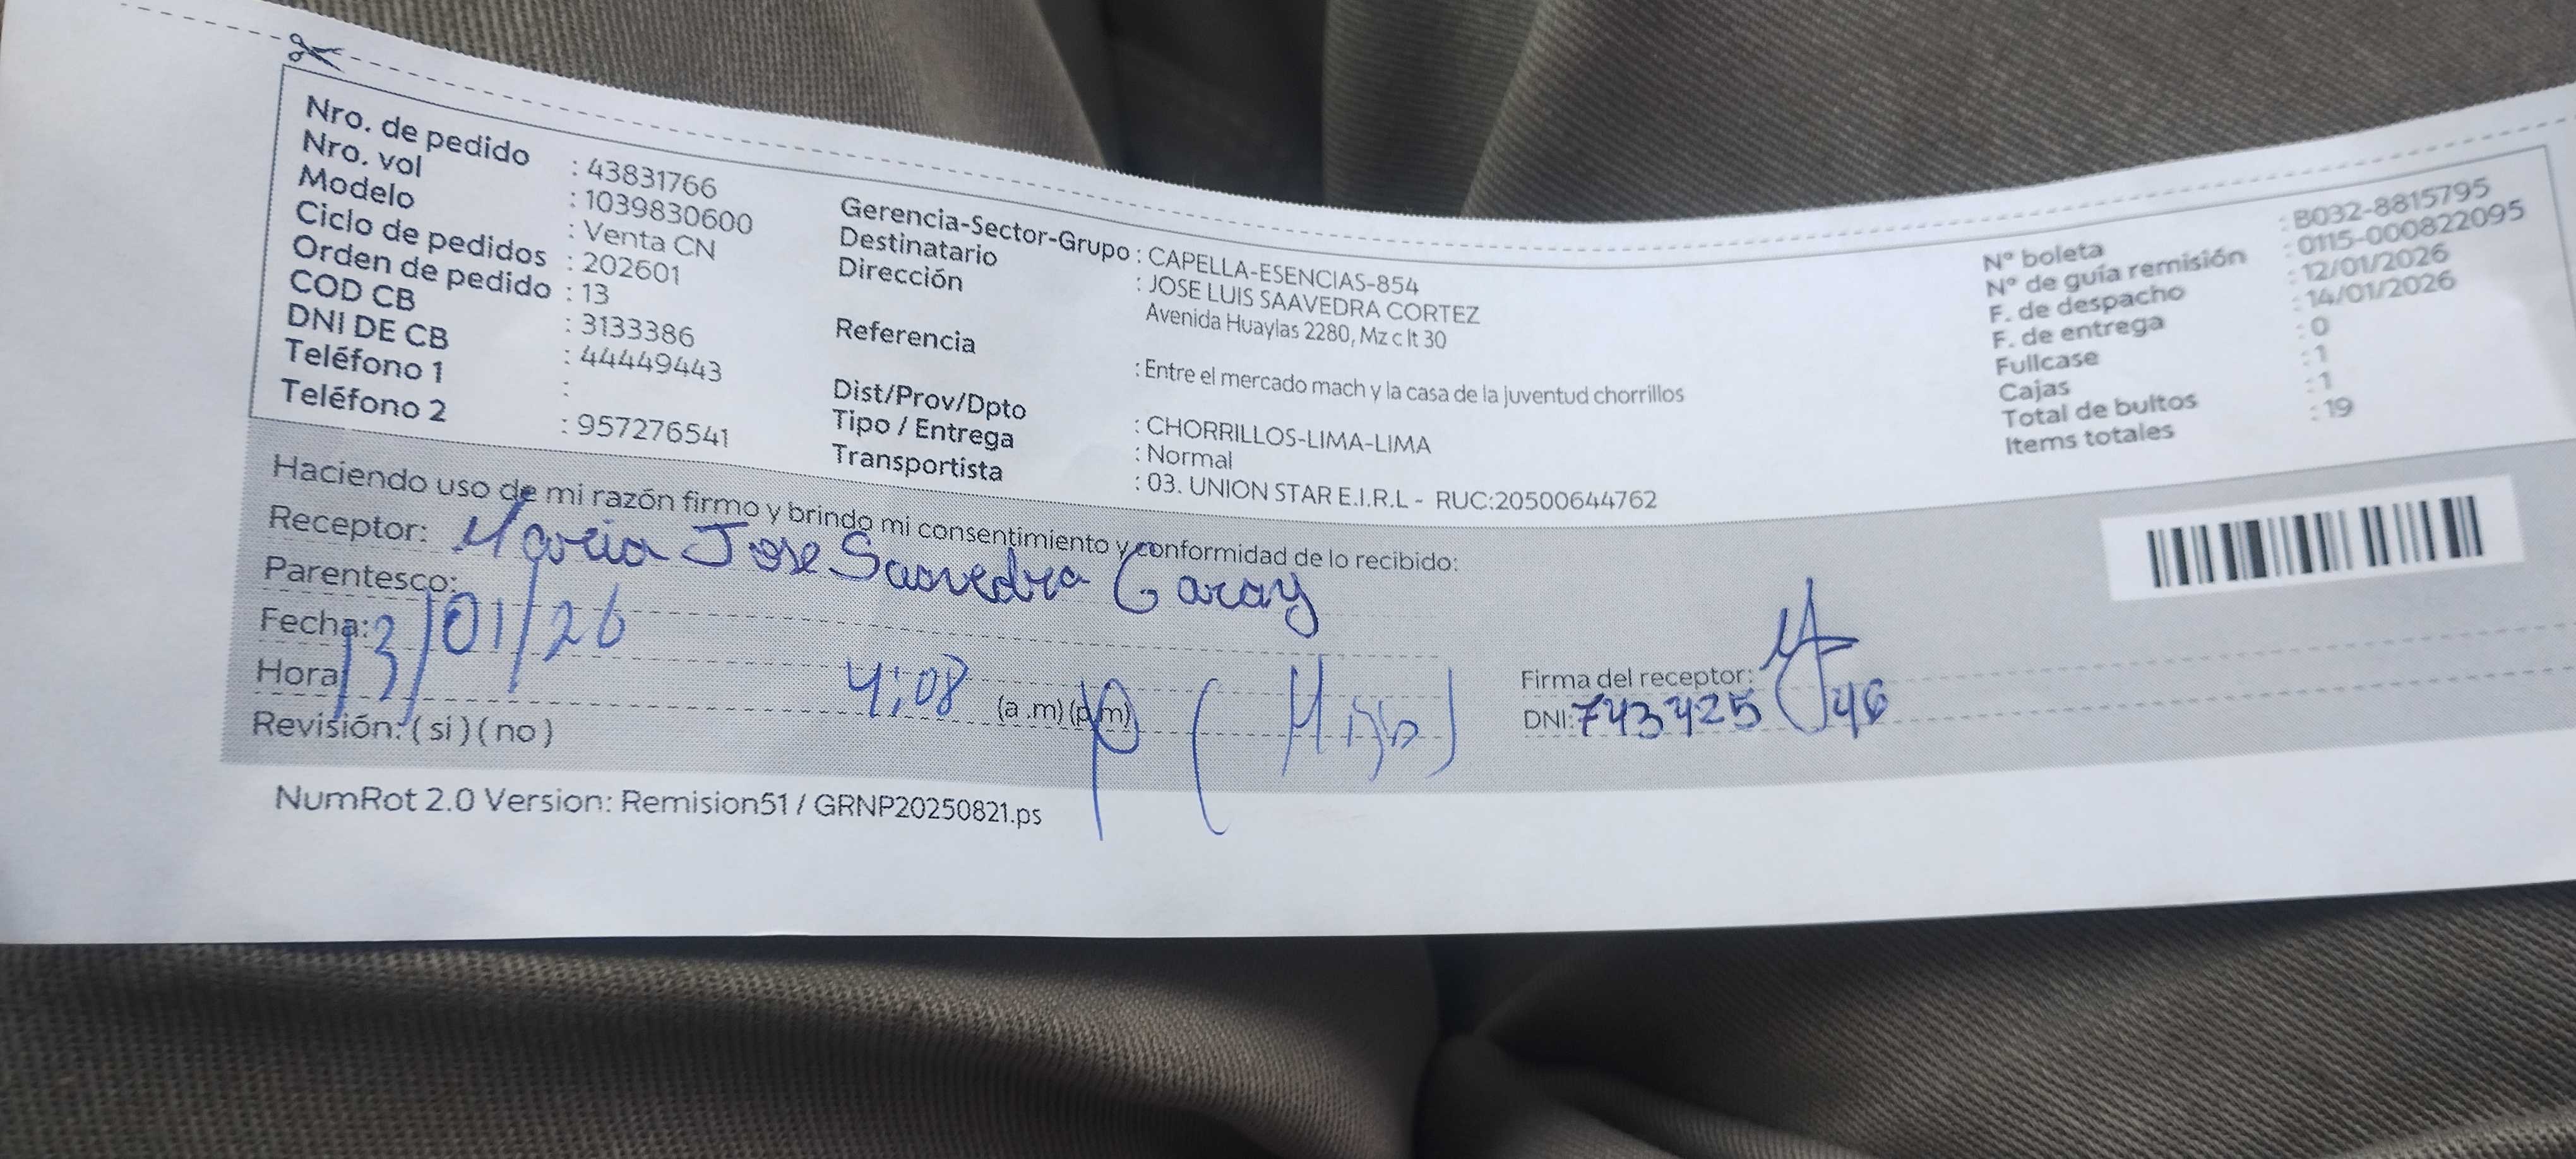 Nro. de pedido : 43831766
Nro. vol : 1039830600
Modelo : Venta CN
Ciclo de pedidos : 202601
Orden de pedido : 13
COD CB : 3133386
DNI DE CB : 44449443
Teléfono 1 :
Teléfono 2 : 957276541
Gerencia-Sector-Grupo : CAPELLA-ESENCIAS-854
Destinatario : JOSE LUIS SAAVEDRA CORTEZ
Dirección Avenida Huaylas 2280, Mz c lt 30
Referencia : Entre el mercado mach y la casa de la juventud chorrillos
Dist/Prov/Dpto : CHORRILLOS-LIMA-LIMA
Tipo / Entrega : Normal
Transportista : 03. UNION STAR E.I.R.L - RUC:20500644762
N° boleta : B032-8815795
N° de guía remisión : 0115-000822095
F. de despacho : 12/01/2026
F. de entrega : 14/01/2026
Fullcase : 0
Cajas : 1
Total de bultos : 1
Items totales : 19
Haciendo uso de mi razón firmo y brindo mi consentimiento y conformidad de lo recibido:
Receptor: Maria Jose Saavedra Garay
Parentesco:
Fecha: 13/01/26
Hora 4:08 (a .m) (p.m)
Revisión: ( si ) ( no )
Firma del receptor:
DNI: 74342546
NumRot 2.0 Version: Remision51 / GRNP20250821.ps